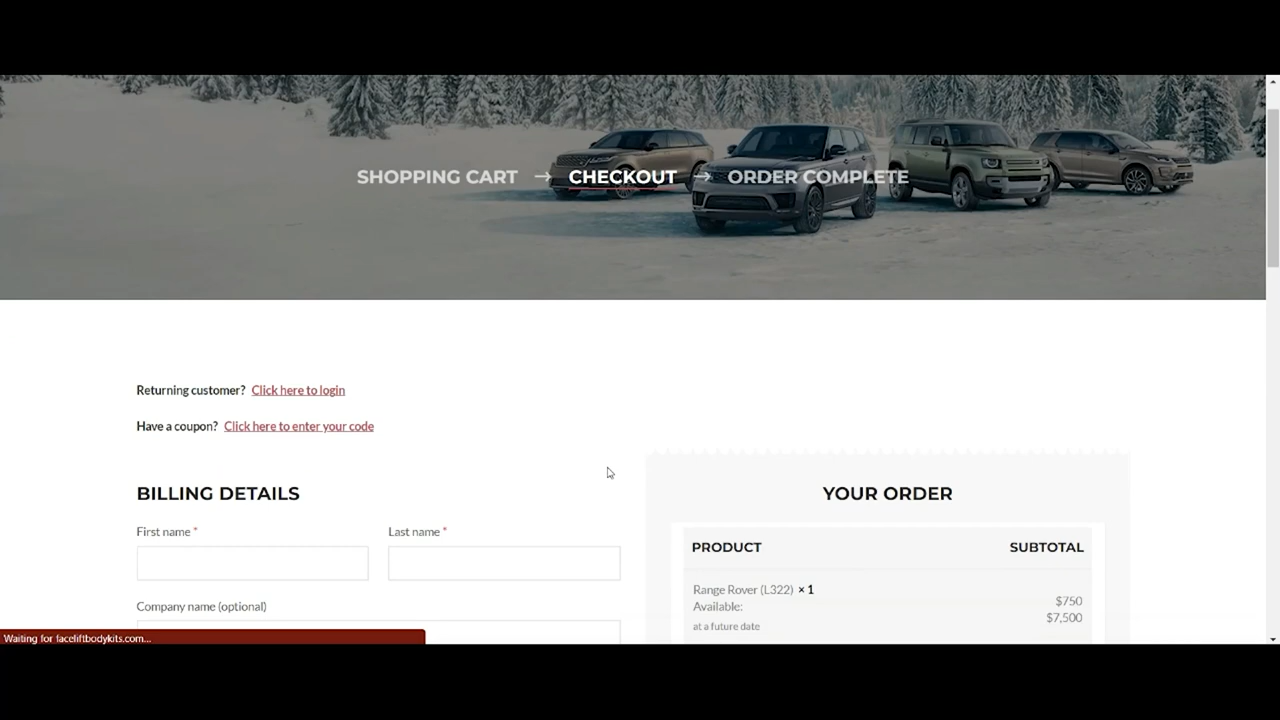 SHOPPING CART → CHECKOUT → ORDER COMPLETE
Returning customer? Click here to login
Have a coupon? Click here to enter your code
BILLING DETAILS
First name *
Last name *
Company name (optional)
YOUR ORDER
PRODUCT SUBTOTAL
Range Rover (L322) × 1
Available:
at a future date
$750
$7,500
Waiting for faceliftbodykits.com...